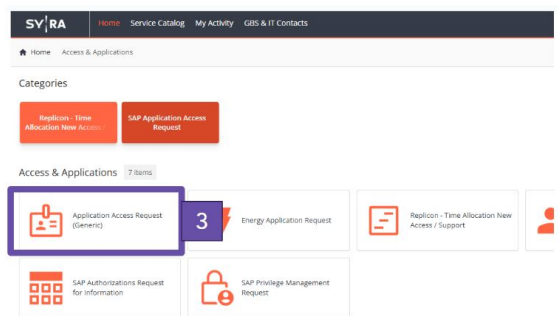 SY¦RA Home Service Catalog My Activity GBS & IT Contacts
Home Access & Applications
Categories
Replicon - Time
Allocation New Access /
SAP Application Access
Request
Access & Applications 7 items
Application Access Request
(Generic)
3
Energy Application Request
Replicon - Time Allocation New
Access / Support
SAP Authorizations Request
for Information
SAP Privilege Management
Request